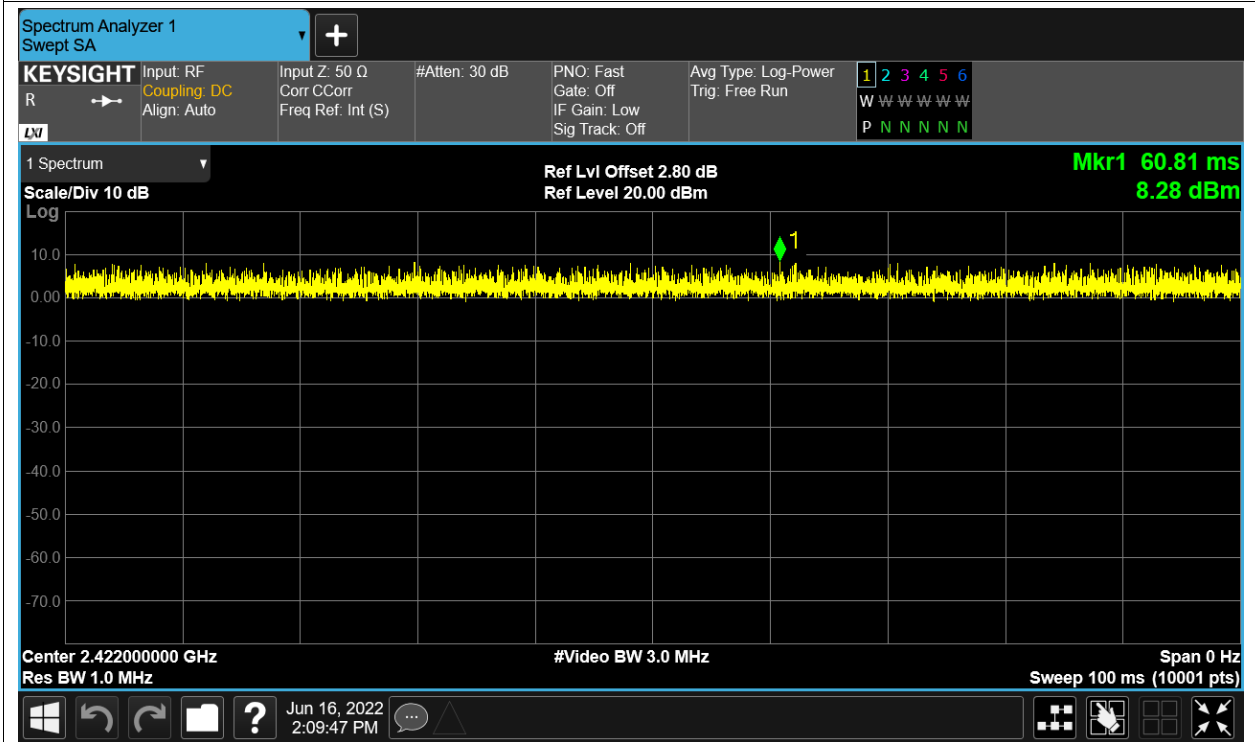 Spectrum Analyzer 1
Swept SA
+
KEYSIGHT
R
LXI
Input: RF
Coupling: DC
Align: Auto
Input Z: 50 Ω
Corr CCorr
Freq Ref: Int (S)
#Atten: 30 dB
PNO: Fast
Gate: Off
IF Gain: Low
Sig Track: Off
Avg Type: Log-Power
Trig: Free Run
1 2 3 4 5 6
W W W W W W
P N N N N N
1 Spectrum
Scale/Div 10 dB
Log
Ref Lvl Offset 2.80 dB
Ref Level 20.00 dBm
Mkr1 60.81 ms
8.28 dBm
1
10.0
0.00
-10.0
-20.0
-30.0
-40.0
-50.0
-60.0
-70.0
Center 2.422000000 GHz
Res BW 1.0 MHz
#Video BW 3.0 MHz
Span 0 Hz
Sweep 100 ms (10001 pts)
?
Jun 16, 2022
2:09:47 PM